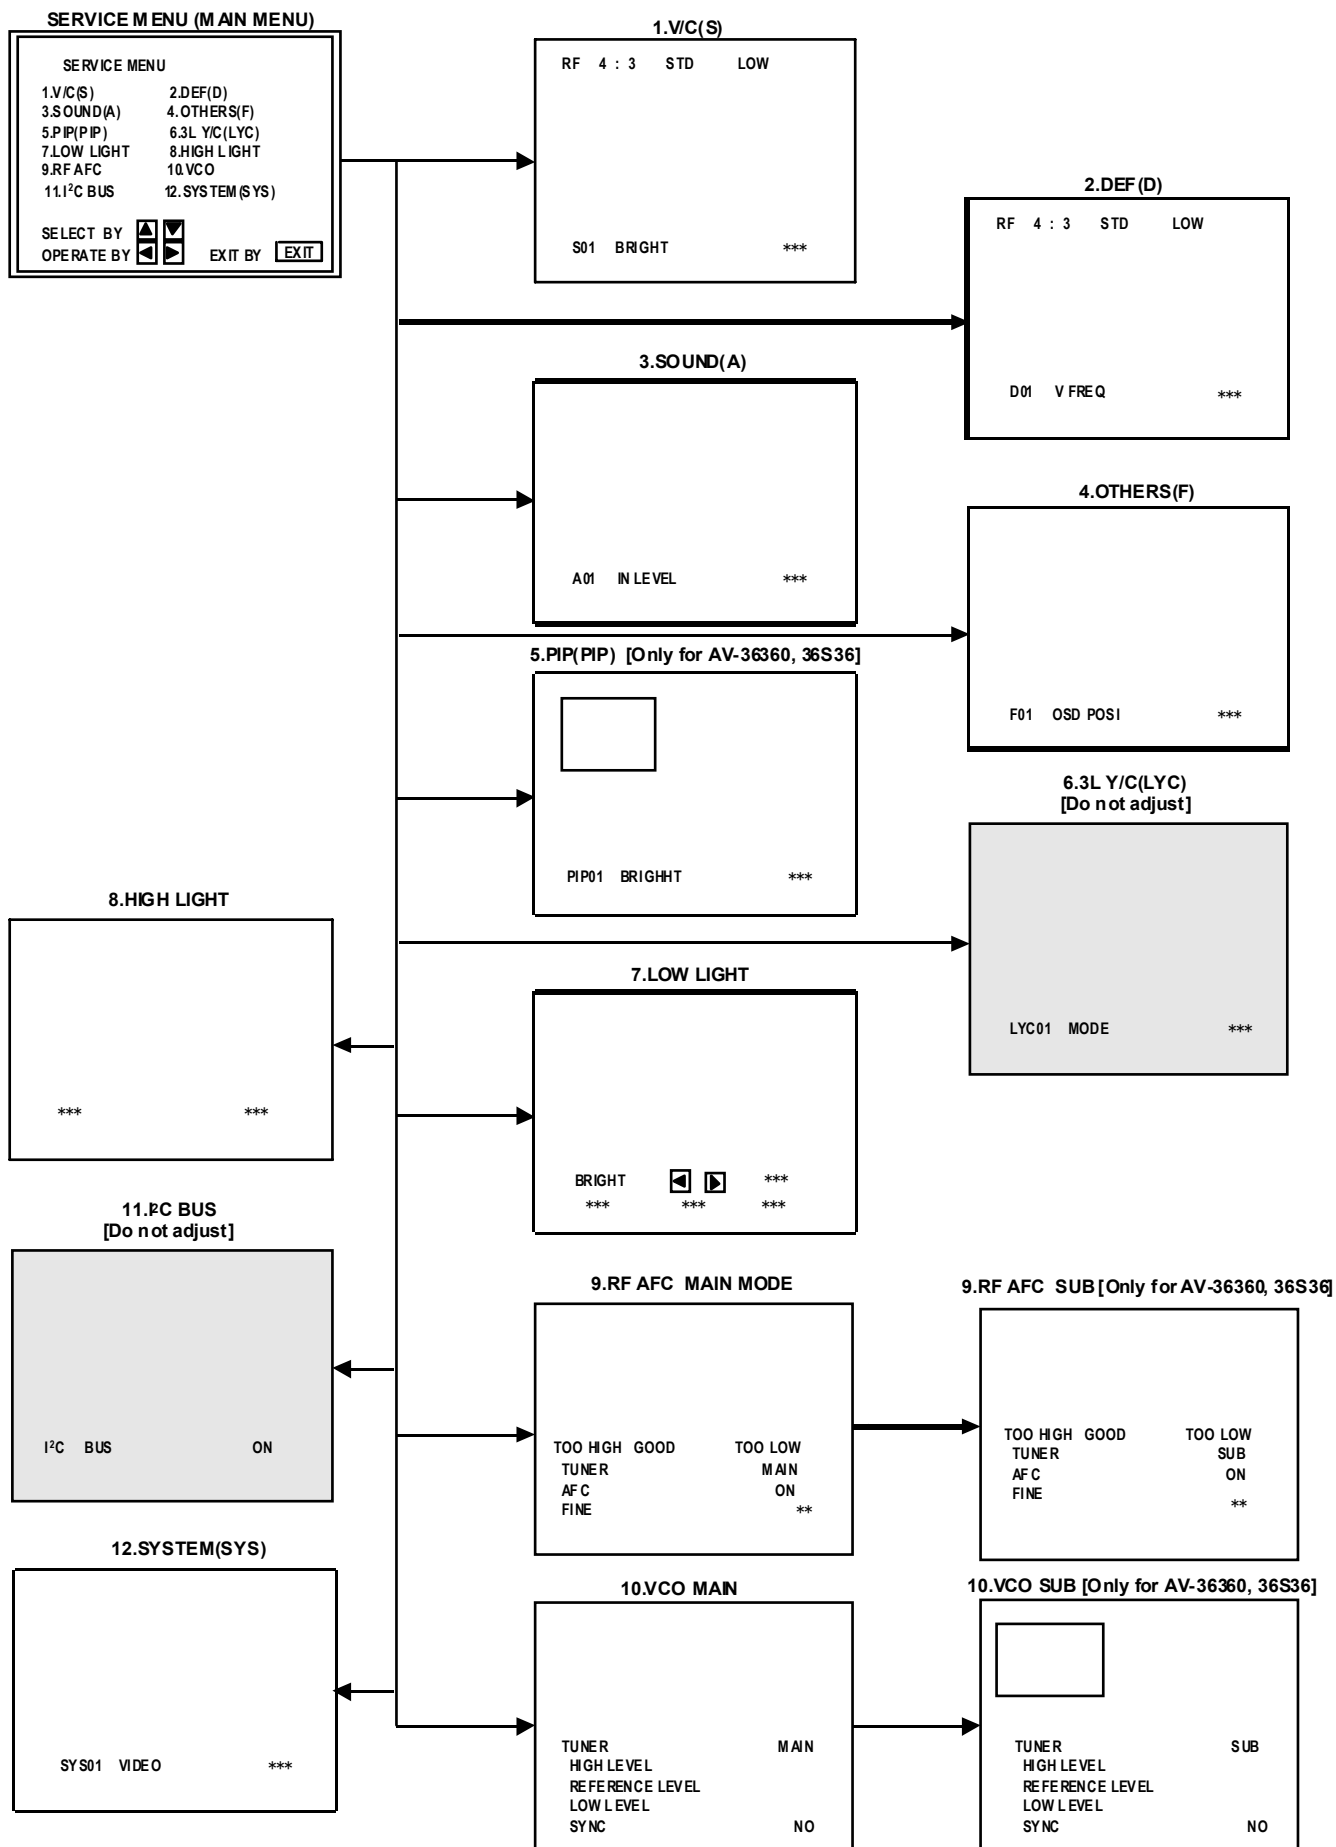 SERVICE MENU (MAIN MENU)
SERVICE MENU
1.V/C(S) 2.DEF(D)
3.SOUND(A) 4.OTHERS(F)
5.PIP(PIP) 6.3L Y/C(LYC)
7.LOW LIGHT 8.HIGH LIGHT
9.RF AFC 10.VCO
11.I²C BUS 12.SYSTEM(SYS)
SELECT BY ▲ ▼
OPERATE BY ◀ ▶ EXIT BY EXIT
1.V/C(S)
RF 4 : 3 STD LOW
S01 BRIGHT ***
2.DEF(D)
RF 4 : 3 STD LOW
D01 V FREQ ***
3.SOUND(A)
A01 IN LEVEL ***
4.OTHERS(F)
F01 OSD POSI ***
5.PIP(PIP) [Only for AV-36360, 36S36]
PIP01 BRIGHHT ***
6.3L Y/C(LYC)
[Do not adjust]
LYC01 MODE ***
8.HIGH LIGHT
*** ***
7.LOW LIGHT
BRIGHT ◀ ▶ ***
*** *** ***
11.I²C BUS
[Do not adjust]
I²C BUS ON
9.RF AFC MAIN MODE
TOO HIGH GOOD TOO LOW
TUNER MAIN
AFC ON
FINE **
9.RF AFC SUB [Only for AV-36360, 36S36]
TOO HIGH GOOD TOO LOW
TUNER SUB
AFC ON
FINE **
12.SYSTEM(SYS)
SYS01 VIDEO ***
10.VCO MAIN
TUNER MAIN
HIGH LEVEL
REFERENCE LEVEL
LOW LEVEL
SYNC NO
10.VCO SUB [Only for AV-36360, 36S36]
TUNER SUB
HIGH LEVEL
REFERENCE LEVEL
LOW LEVEL
SYNC NO